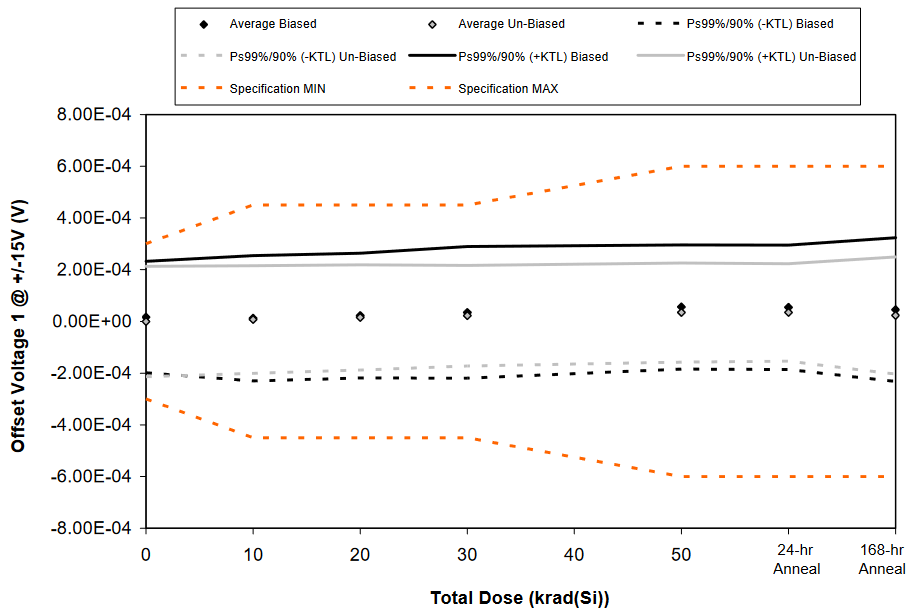 Average Biased
Average Un-Biased
Ps99%/90% (-KTL) Biased
Ps99%/90% (-KTL) Un-Biased
Ps99%/90% (+KTL) Biased
Ps99%/90% (+KTL) Un-Biased
Specification MIN
Specification MAX
Offset Voltage 1 @ +/-15V (V)
8.00E-04
6.00E-04
4.00E-04
2.00E-04
0.00E+00
-2.00E-04
-4.00E-04
-6.00E-04
-8.00E-04
0
10
20
30
40
50
24-hr
Anneal
168-hr
Anneal
Total Dose (krad(Si))